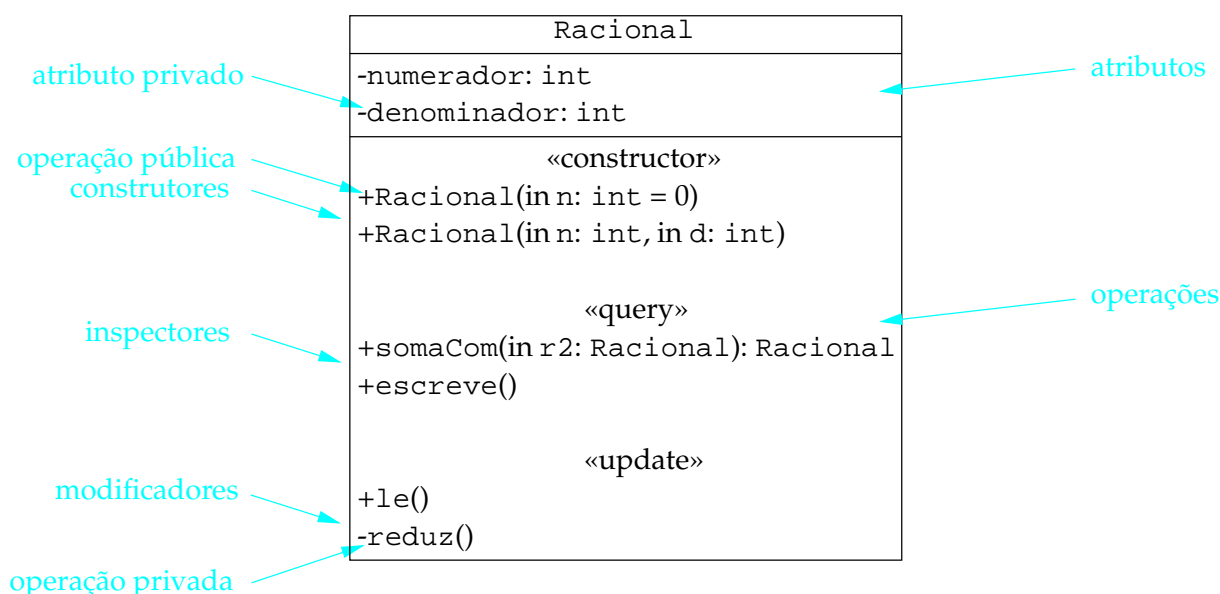 Racional
atributo privado
-numerador: int
atributos
-denominador: int
operação pública
«constructor»
construtores
+Racional(in n: int = 0)
+Racional(in n: int, in d: int)
operações
«query»
inspectores
+somaCom(in r2: Racional): Racional
+escreve()
«update»
modificadores
+le()
-reduz()
operação privada